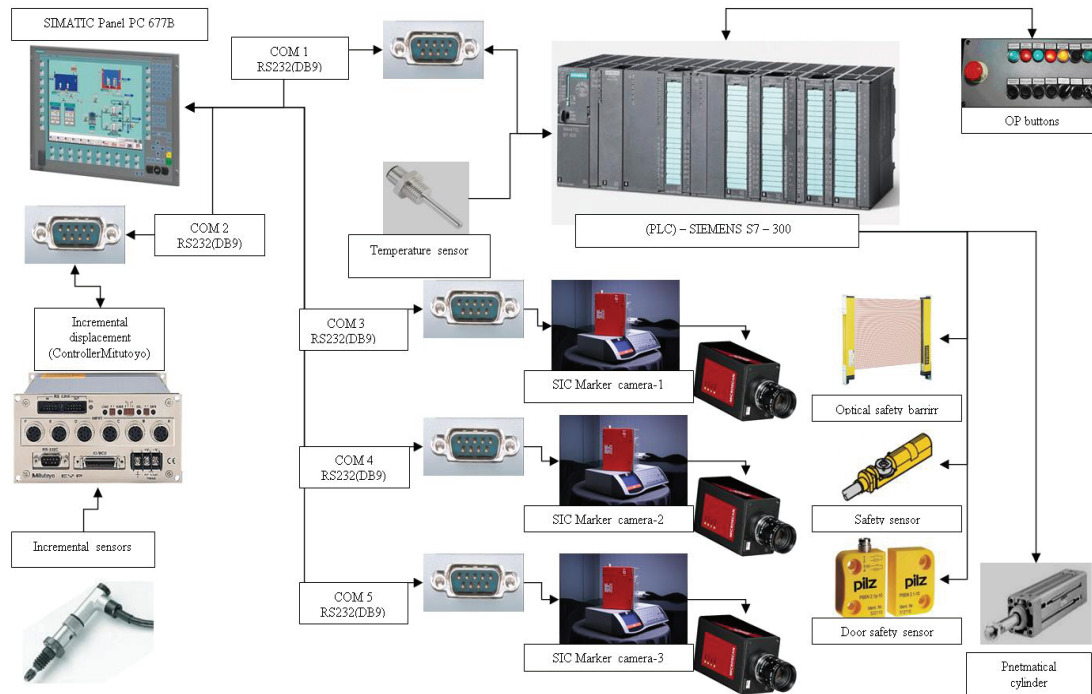 SIMATIC Panel PC 677B
COM 1
RS232(DB9)
OP buttons
COM 2
RS232(DB9)
Temperature sensor
(PLC) – SIEMENS S7 – 300
Incremental
displacement
(ControllerMitutoyo)
COM 3
RS232(DB9)
SIC Marker camera-1
Optical safety barrirr
Mitutoyo
Incremental sensors
COM 4
RS232(DB9)
SIC Marker camera-2
Safety sensor
COM 5
RS232(DB9)
pilz
pilz
Door safety sensor
SIC Marker camera-3
Pnetmatical
cylinder